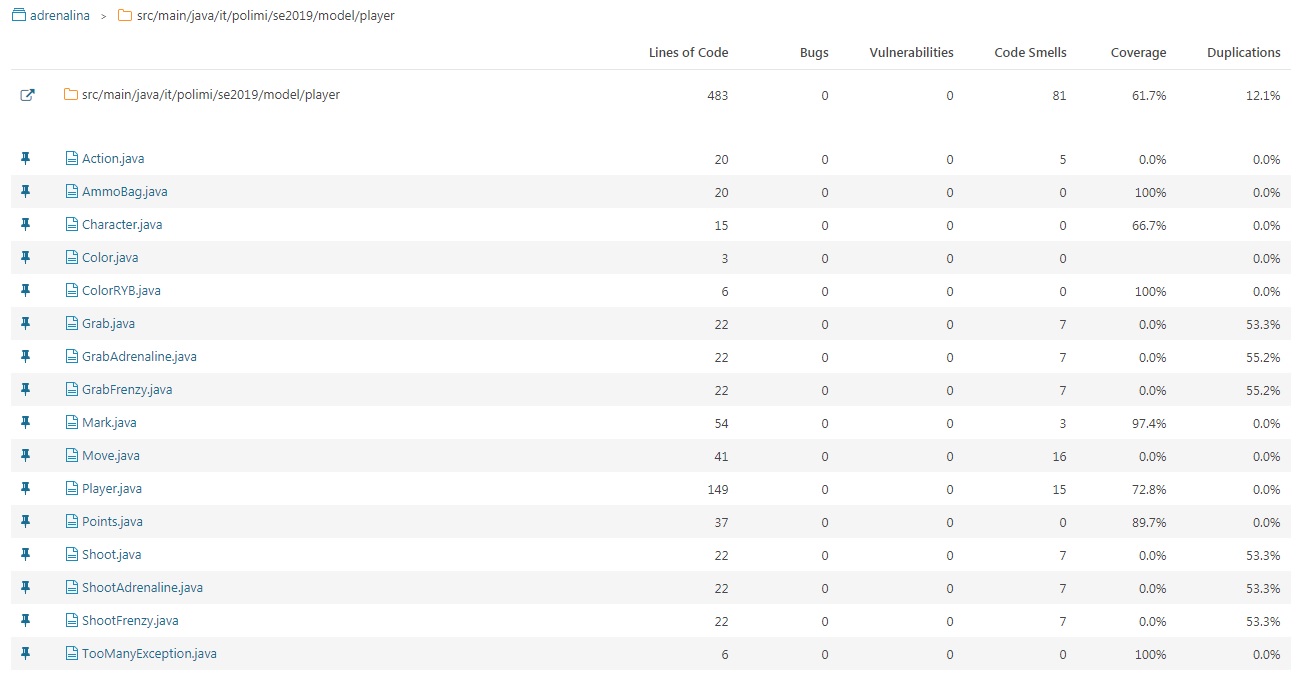 adrenalina > src/main/java/it/polimi/se2019/model/player
Lines of Code Bugs Vulnerabilities Code Smells Coverage Duplications
src/main/java/it/polimi/se2019/model/player 483 0 0 81 61.7% 12.1%
Action.java 20 0 0 5 0.0% 0.0%
AmmoBag.java 20 0 0 0 100% 0.0%
Character.java 15 0 0 0 66.7% 0.0%
Color.java 3 0 0 0 0.0%
ColorRYB.java 6 0 0 0 100% 0.0%
Grab.java 22 0 0 7 0.0% 53.3%
GrabAdrenaline.java 22 0 0 7 0.0% 55.2%
GrabFrenzy.java 22 0 0 7 0.0% 55.2%
Mark.java 54 0 0 3 97.4% 0.0%
Move.java 41 0 0 16 0.0% 0.0%
Player.java 149 0 0 15 72.8% 0.0%
Points.java 37 0 0 0 89.7% 0.0%
Shoot.java 22 0 0 7 0.0% 53.3%
ShootAdrenaline.java 22 0 0 7 0.0% 53.3%
ShootFrenzy.java 22 0 0 7 0.0% 53.3%
TooManyException.java 6 0 0 0 100% 0.0%